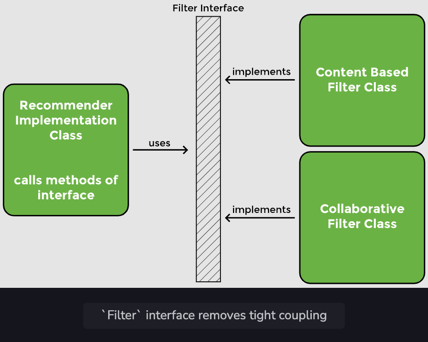 Filter Interface
Recommender
Implementation
Class
calls methods of
interface
uses
implements
Content Based
Filter Class
implements
Collaborative
Filter Class
`Filter` interface removes tight coupling